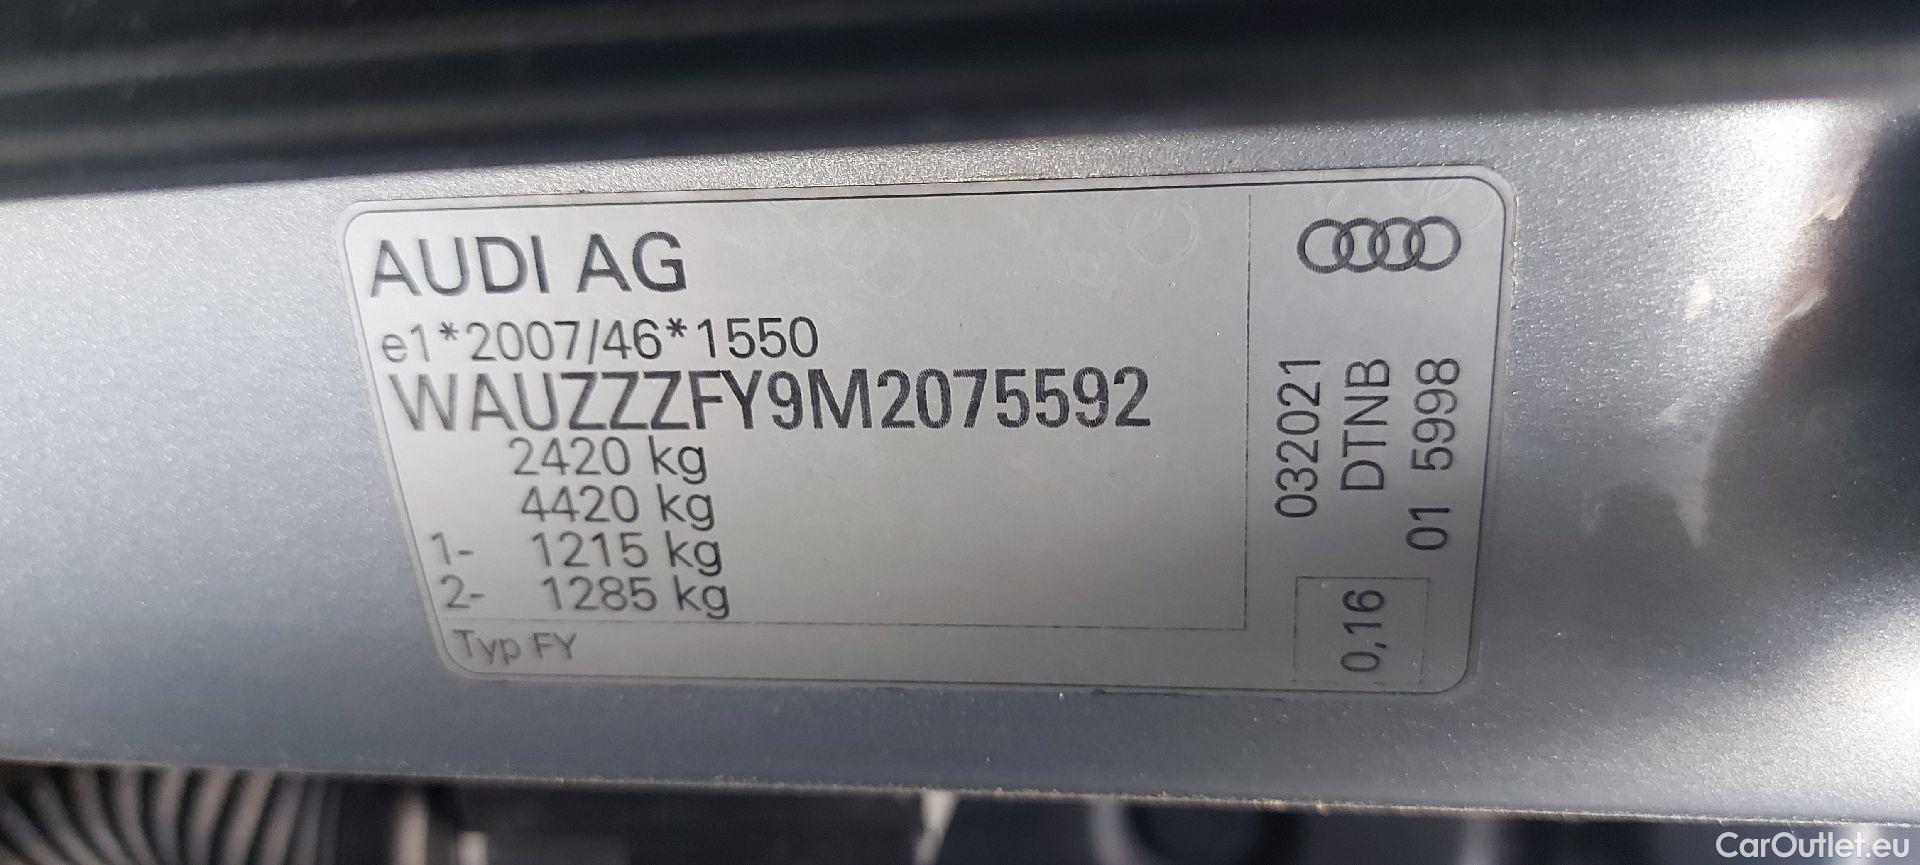 AUDI AG
e1*2007/46*1550
WAUZZZFY9M2075592
2420 kg
4420 kg
1- 1215 kg
2- 1285 kg
Typ FY
032021
DTNB
01 5998
0,16
CarOutlet.eu